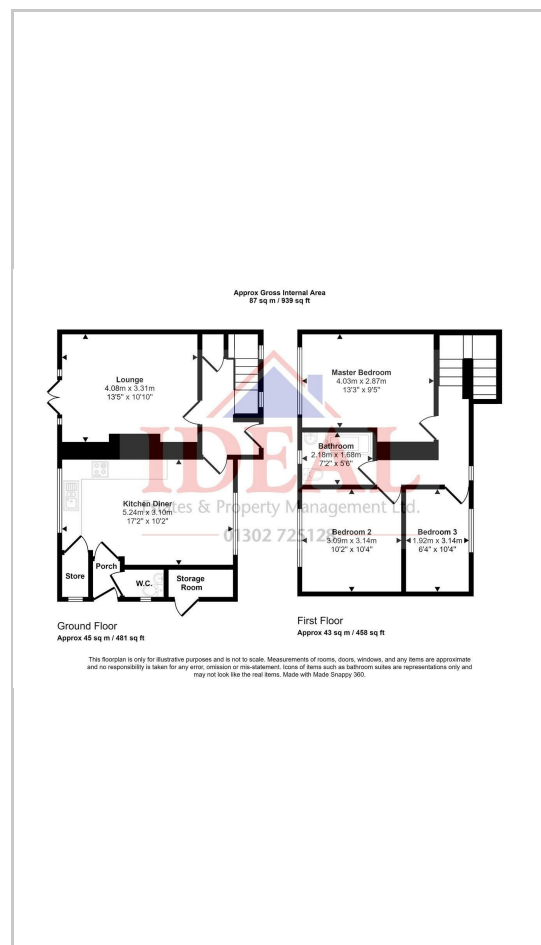 Approx Gross Internal Area
87 sq m / 939 sq ft
Lounge
4.08m x 3.31m
13'5" x 10'10"
Kitchen Diner
5.24m x 3.10m
17'2" x 10'2"
Store
Porch
W.C.
Storage
Room
Ground Floor
Approx 45 sq m / 481 sq ft
Master Bedroom
4.03m x 2.87m
13'3" x 9'5"
Bathroom
2.18m x 1.68m
7'2" x 5'6"
Bedroom 2
3.09m x 3.14m
10'2" x 10'4"
Bedroom 3
1.92m x 3.14m
6'4" x 10'4"
First Floor
Approx 43 sq m / 458 sq ft
IDEAL
& Property Management Ltd.
01302 725129
This floorplan is only for illustrative purposes and is not to scale. Measurements of rooms, doors, windows, and any items are approximate
and no responsibility is taken for any error, omission or mis-statement. Icons of items such as bathroom suites are representations only and
may not look like the real items. Made with Made Snappy 360.